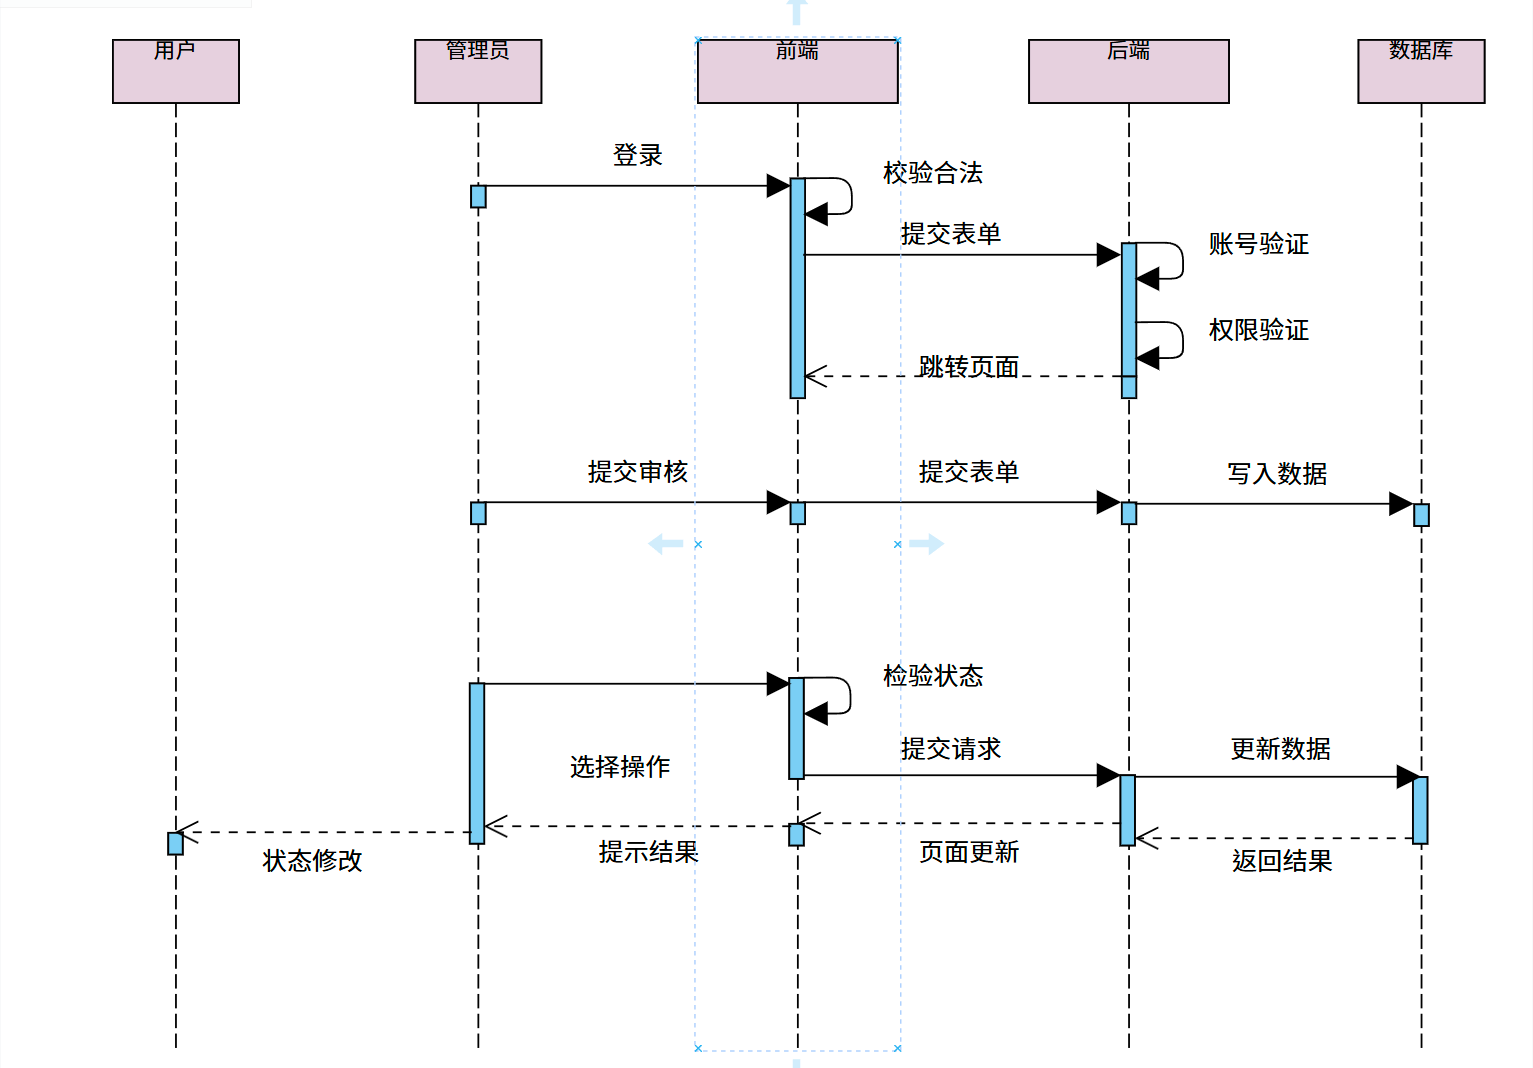 用户
管理员
前端
后端
数据库
登录
校验合法
提交表单
账号验证
权限验证
跳转页面
提交审核
提交表单
写入数据
检验状态
提交请求
更新数据
选择操作
提示结果
页面更新
返回结果
状态修改